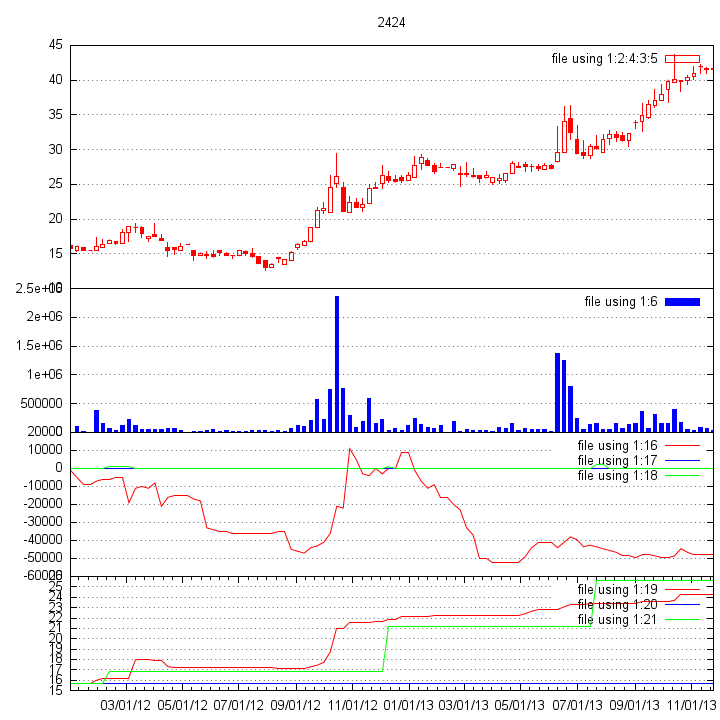 2424
45
file using 1:2:4:3:5
40
35
30
25
20
15
2.5e+06
file using 1:6
2e+06
1.5e+06
1e+06
500000
20000
10000
file using 1:16
0
file using 1:17
file using 1:18
-10000
-20000
-30000
-40000
-50000
-60000
25
24
file using 1:19
23
file using 1:20
22
file using 1:21
21
20
19
18
17
16
15
03/01/12 05/01/12 07/01/12 09/01/12 11/01/12 01/01/13 03/01/13 05/01/13 07/01/13 09/01/13 11/01/13